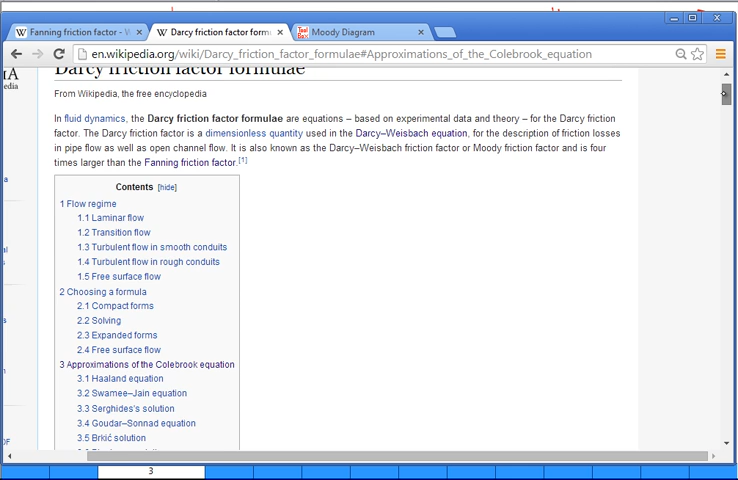 Fanning friction factor - W
Darcy friction factor form
Moody Diagram
en.wikipedia.org/wiki/Darcy_friction_factor_formulae#Approximations_of_the_Colebrook_equation
Darcy friction factor formulae
From Wikipedia, the free encyclopedia
In fluid dynamics, the Darcy friction factor formulae are equations – based on experimental data and theory – for the Darcy friction
factor. The Darcy friction factor is a dimensionless quantity used in the Darcy–Weisbach equation, for the description of friction losses
in pipe flow as well as open channel flow. It is also known as the Darcy–Weisbach friction factor or Moody friction factor and is four
times larger than the Fanning friction factor.[1]
Contents [hide]
1 Flow regime
1.1 Laminar flow
1.2 Transition flow
1.3 Turbulent flow in smooth conduits
1.4 Turbulent flow in rough conduits
1.5 Free surface flow
2 Choosing a formula
2.1 Compact forms
2.2 Solving
2.3 Expanded forms
2.4 Free surface flow
3 Approximations of the Colebrook equation
3.1 Haaland equation
3.2 Swamee–Jain equation
3.3 Serghides's solution
3.4 Goudar–Sonnad equation
3.5 Brkić solution
3